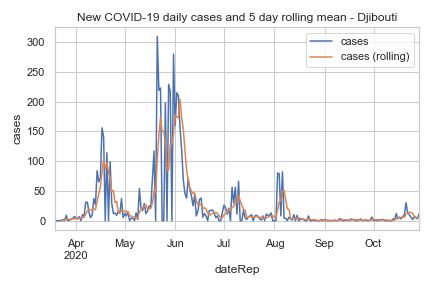 New COVID-19 daily cases and 5 day rolling mean - Djibouti
300
250
200
150
100
50
0
cases
cases
cases (rolling)
Apr
2020
May
Jun
Jul
Aug
Sep
Oct
dateRep